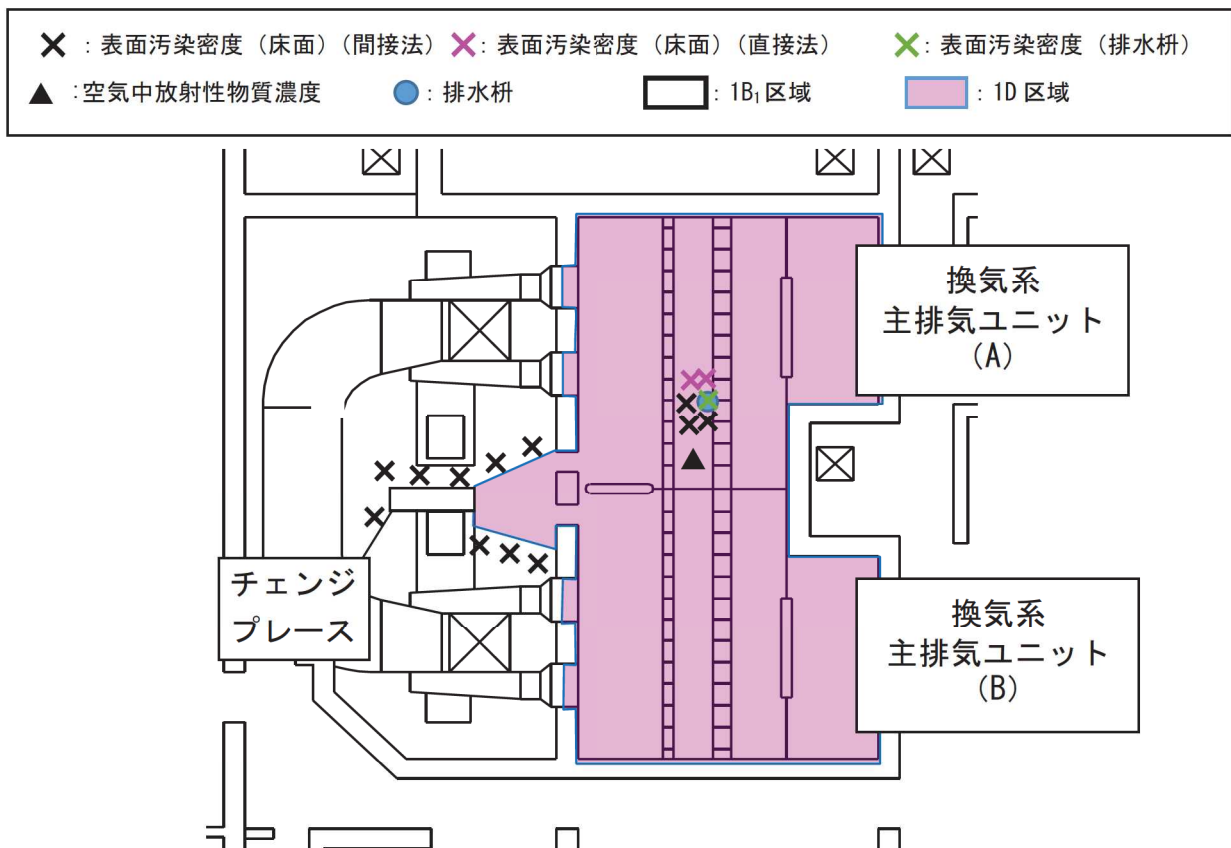 ×:表面汚染密度(床面)(間接法) ×:表面汚染密度(床面)(直接法) ×:表面汚染密度(排水枡)
▲:空気中放射性物質濃度 ●:排水枡 :1B₁区域 :1D区域
換気系
主排気ユニット
(A)
チェンジ
プレース
換気系
主排気ユニット
(B)